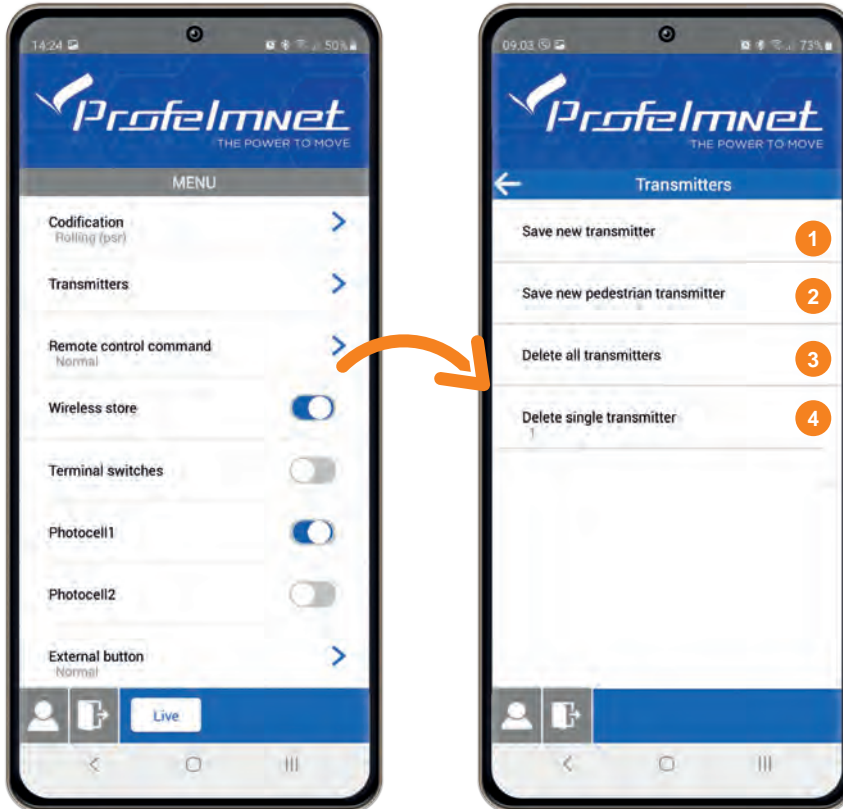 14:24 50%
Profelmnet
THE POWER TO MOVE
MENU
Codification
Rolling (psr)
Transmitters
Remote control command
Normal
Wireless store
Terminal switches
Photocell1
Photocell2
External button
Normal
Live
09:03 73%
Profelmnet
THE POWER TO MOVE
Transmitters
Save new transmitter
1
Save new pedestrian transmitter
2
Delete all transmitters
3
Delete single transmitter
1
4